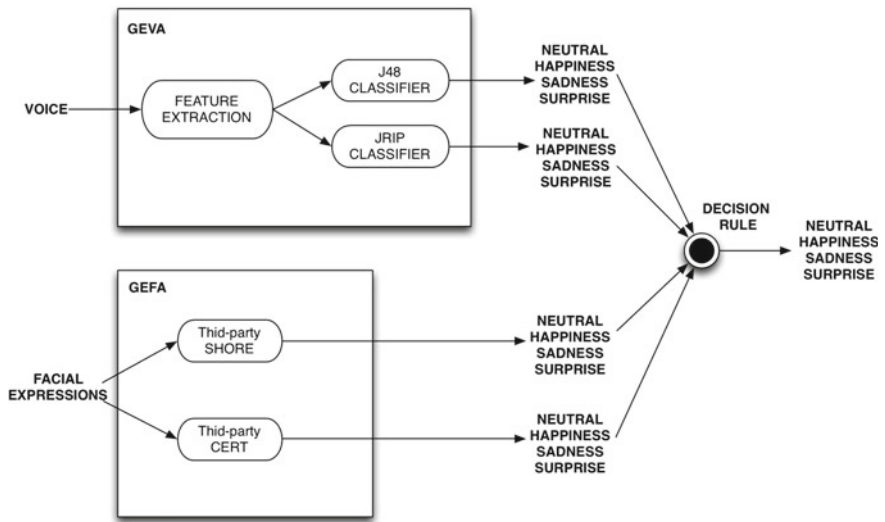 GEVA
VOICE
FEATURE
EXTRACTION
J48
CLASSIFIER
JRIP
CLASSIFIER
NEUTRAL
HAPPINESS
SADNESS
SURPRISE
NEUTRAL
HAPPINESS
SADNESS
SURPRISE
DECISION
RULE
NEUTRAL
HAPPINESS
SADNESS
SURPRISE
GEFA
FACIAL
EXPRESSIONS
Thid-party
SHORE
Thid-party
CERT
NEUTRAL
HAPPINESS
SADNESS
SURPRISE
NEUTRAL
HAPPINESS
SADNESS
SURPRISE